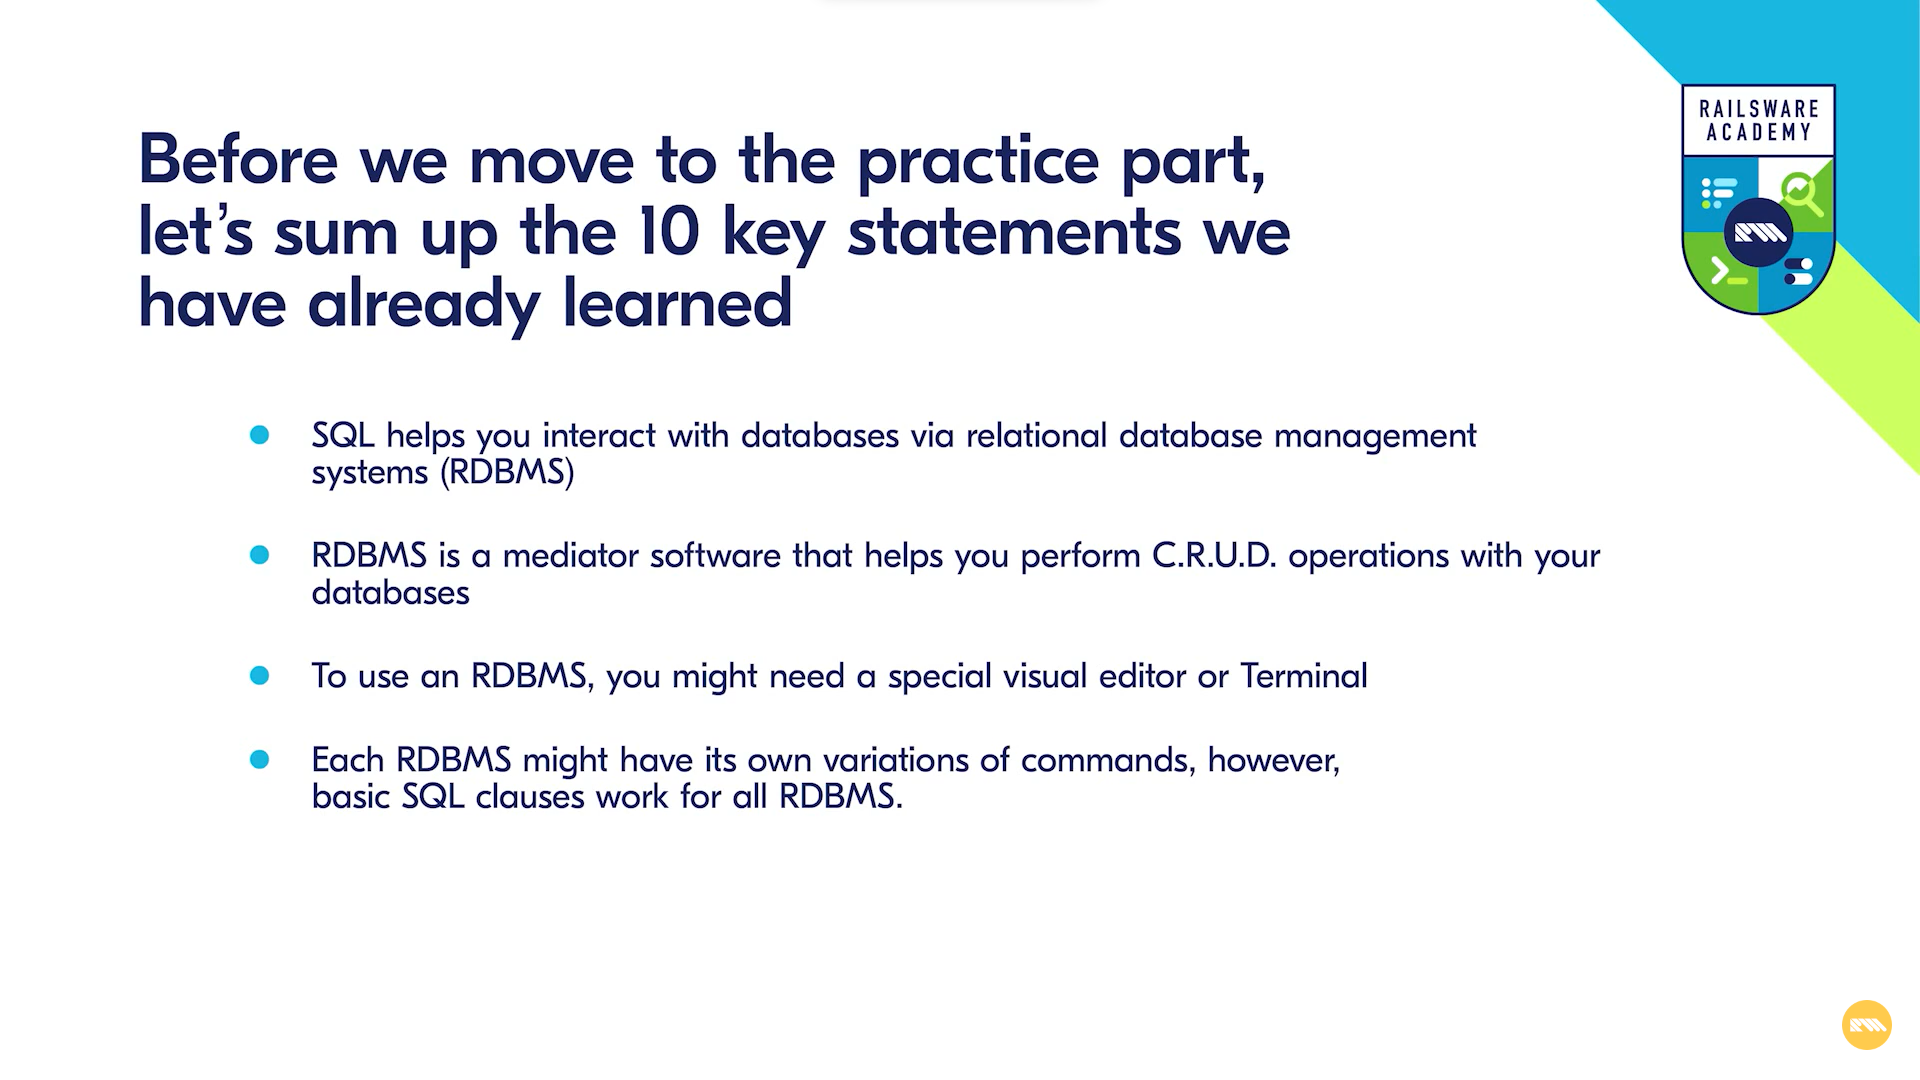 RAILSWARE
ACADEMY
Before we move to the practice part,
let’s sum up the 10 key statements we
have already learned
SQL helps you interact with databases via relational database management
systems (RDBMS)
RDBMS is a mediator software that helps you perform C.R.U.D. operations with your
databases
To use an RDBMS, you might need a special visual editor or Terminal
Each RDBMS might have its own variations of commands, however,
basic SQL clauses work for all RDBMS.